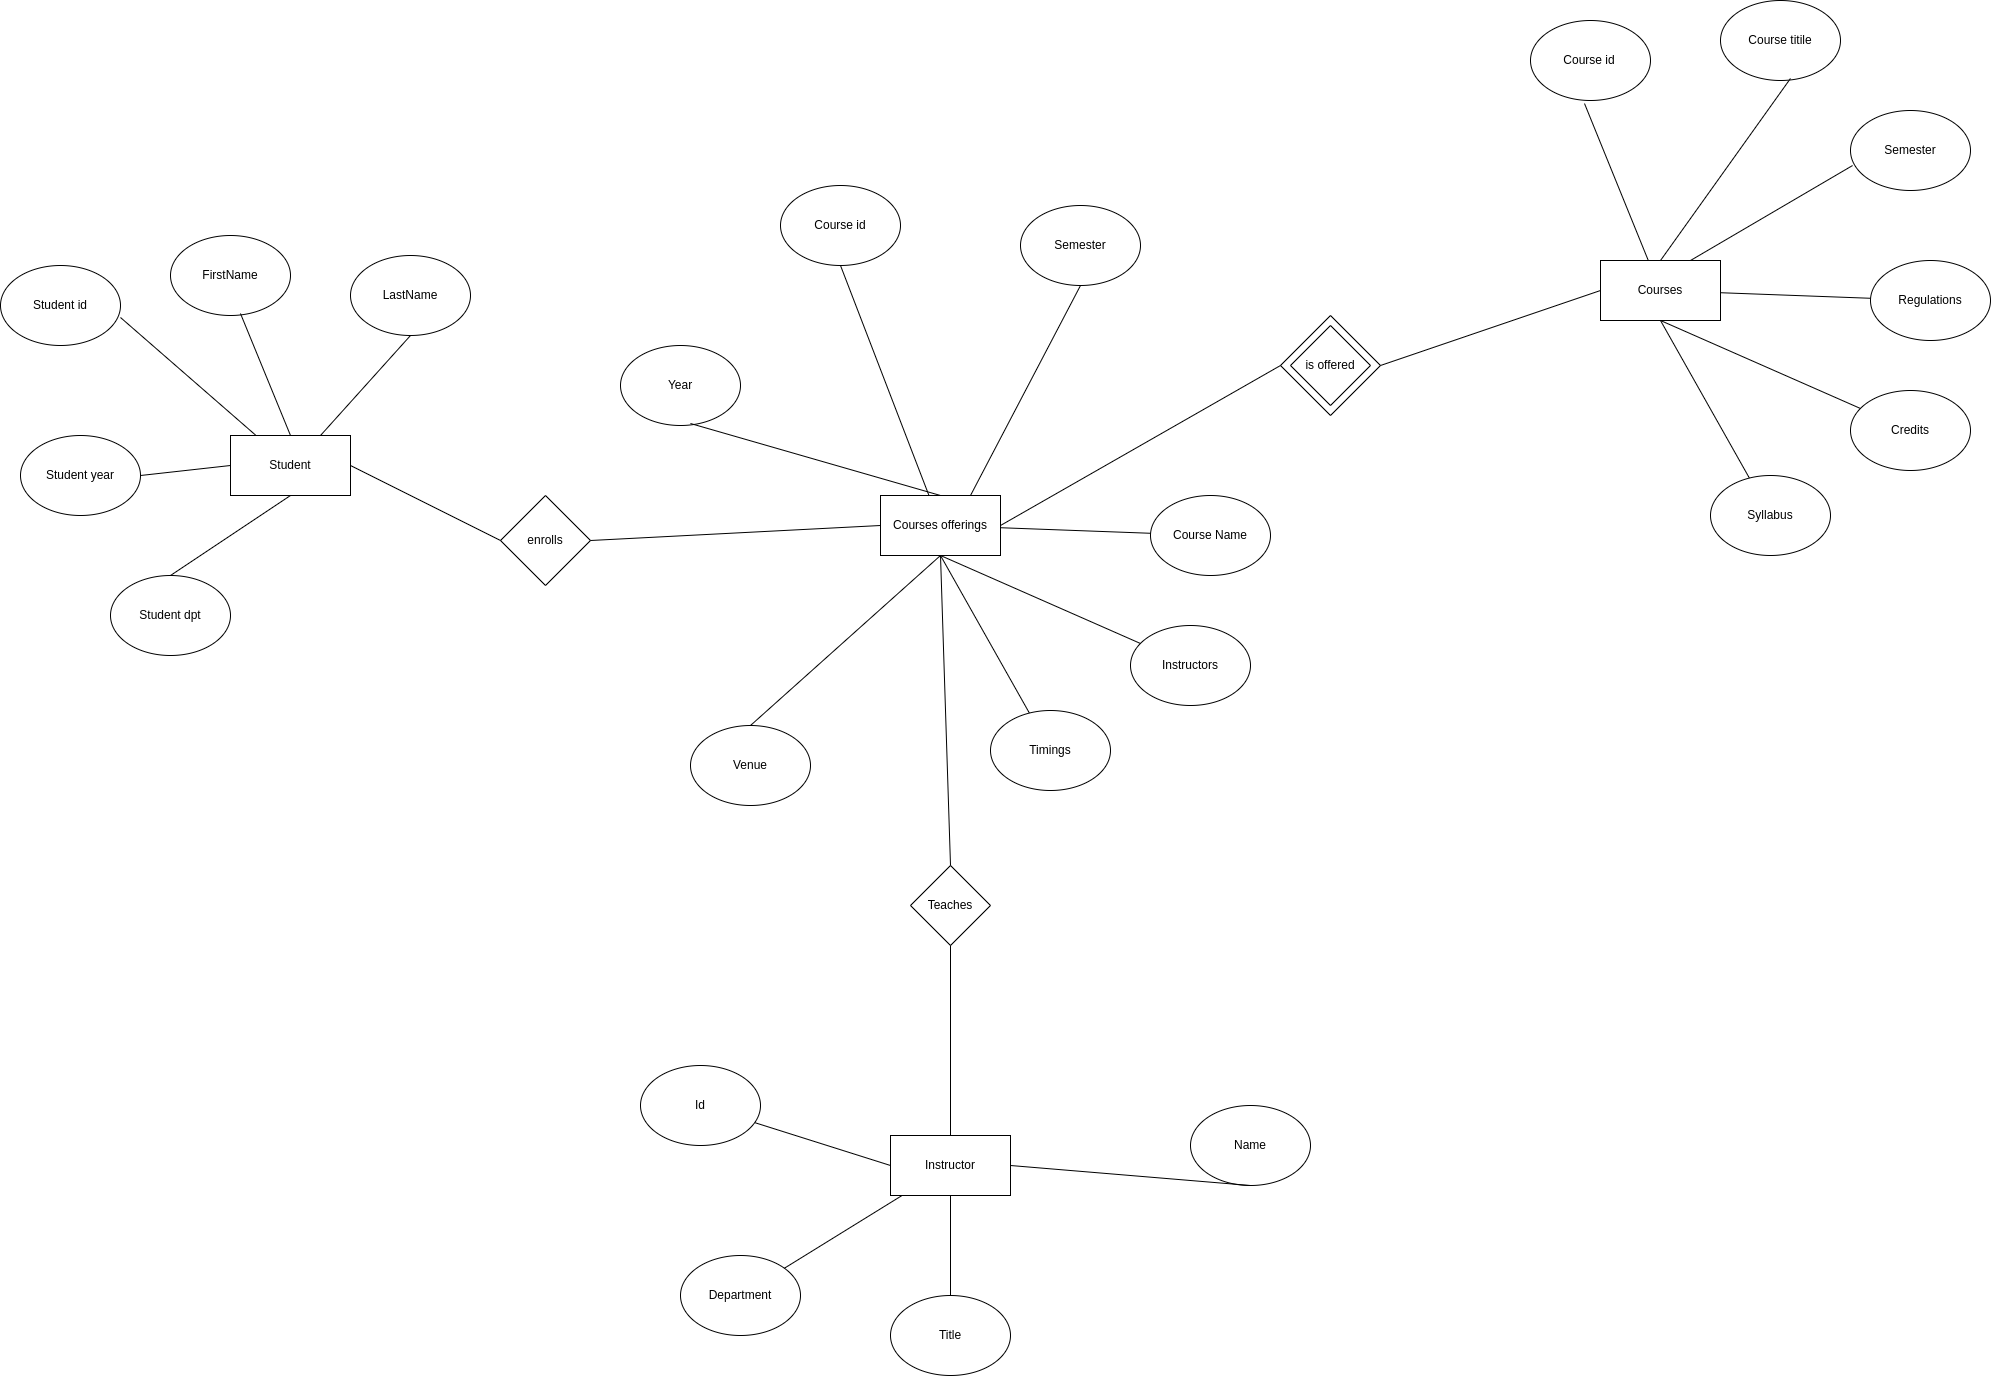 Course titile
Course id
Semester
Course id
Semester
FirstName
LastName
Student id
Courses
Regulations
is offered
Year
Credits
Student
Student year
Syllabus
Courses offerings
Course Name
enrolls
Student dpt
Instructors
Timings
Venue
Teaches
Id
Name
Instructor
Department
Title